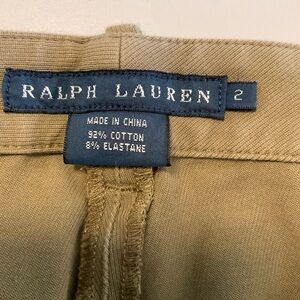 RALPH LAUREN 2
MADE IN CHINA
92% COTTON
8% ELASTANE